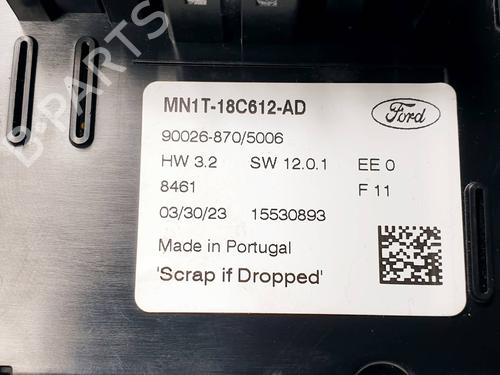 B-PARTS
MN1T-18C612-AD
Ford
90026-870/5006
HW 3.2 SW 12.0.1 EE 0
8461 F 11
03/30/23 15530893
Made in Portugal
'Scrap if Dropped'